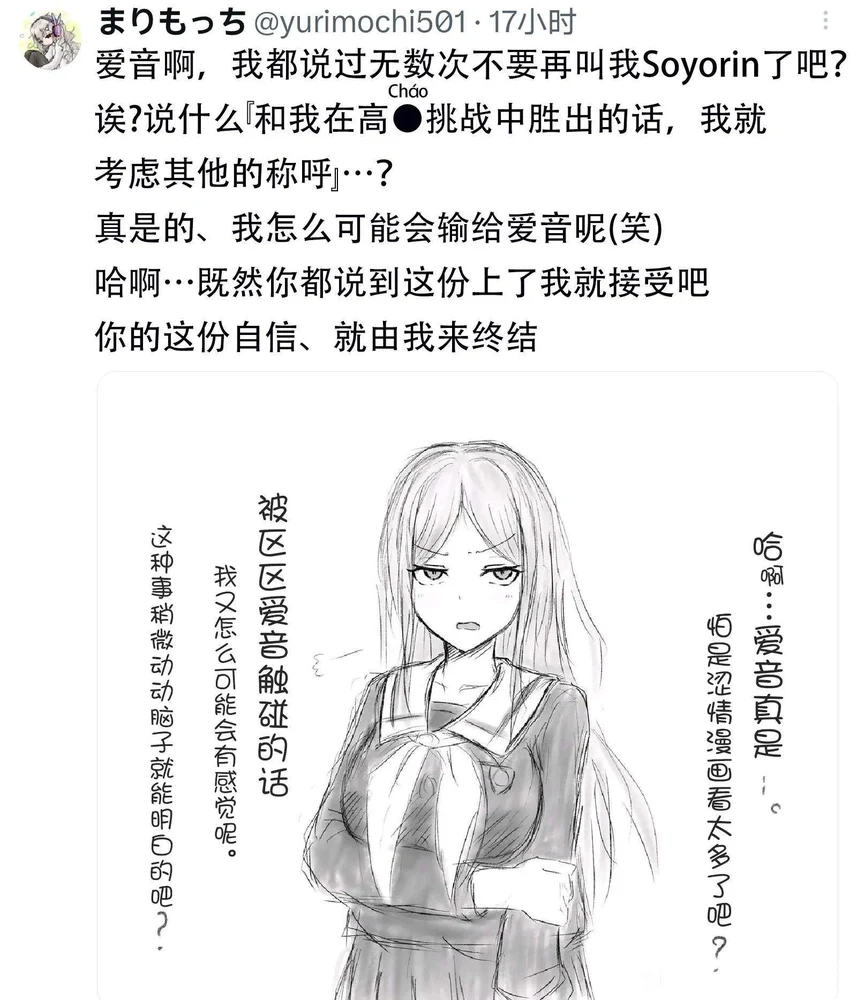 まりもっち @yurimochi501 · 17小时
爱音啊，我都说过无数次不要再叫我Soyorin了吧？
Cháo
诶?说什么『和我在高●挑战中胜出的话，我就
考虑其他的称呼』…？
真是的、我怎么可能会输给爱音呢(笑)
哈啊…既然你都说到这份上了我就接受吧
你的这份自信、就由我来终结
哈啊…爱音真是…。
怕是涩情漫画看太多了吧？
被区区爱音触碰的话
我又怎么可能会有感觉呢。
这种事稍微动动脑子就能明白的吧？